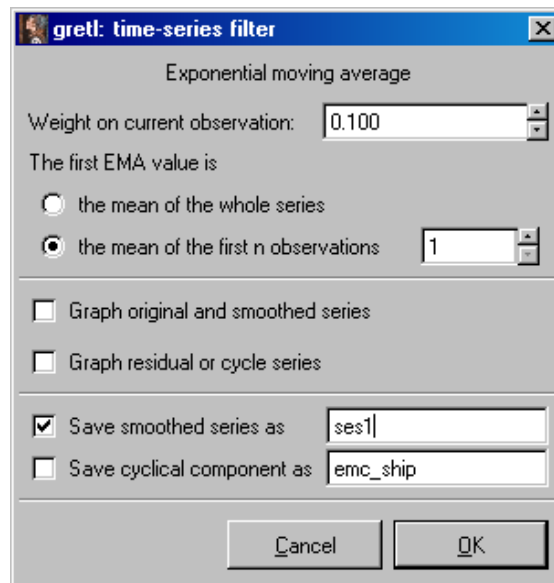 gretl: time-series filter
Exponential moving average
Weight on current observation: 0.100
The first EMA value is
the mean of the whole series
the mean of the first n observations 1
Graph original and smoothed series
Graph residual or cycle series
Save smoothed series as ses1
Save cyclical component as emc_ship
Cancel OK